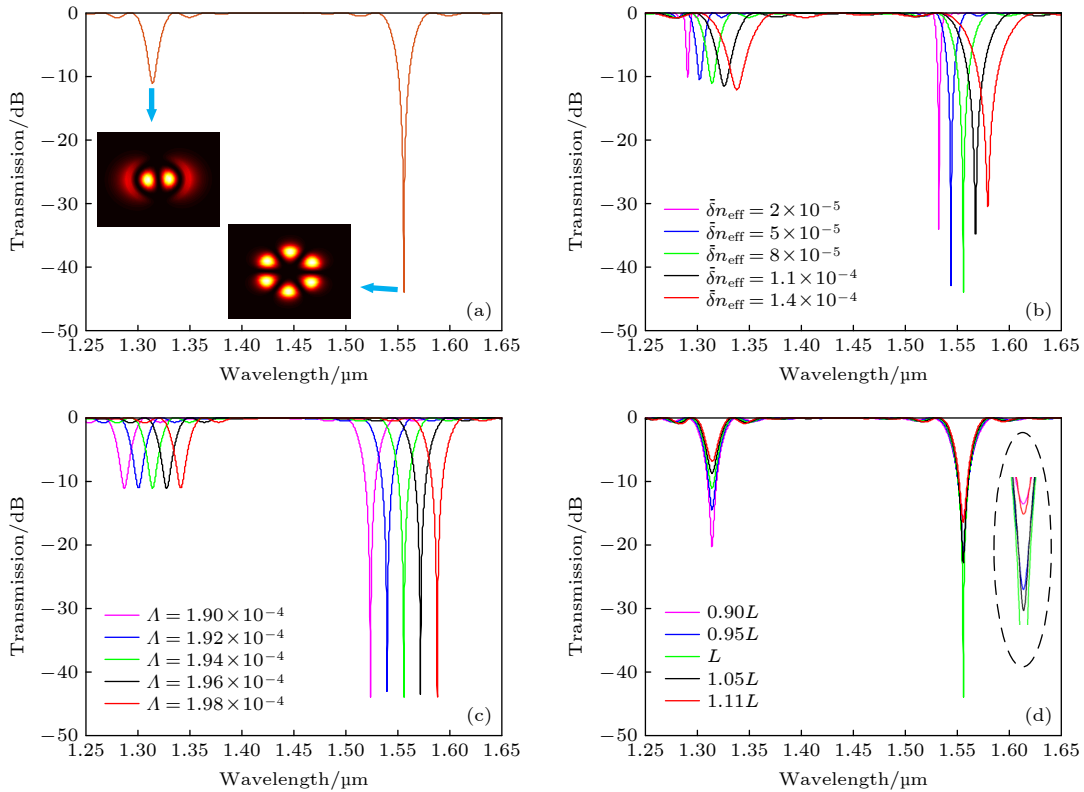 0
−10
−20
−30
−40
−50
Transmission/dB
1.25 1.30 1.35 1.40 1.45 1.50 1.55 1.60 1.65
Wavelength/μm
(a)
0
−10
−20
−30
−40
−50
Transmission/dB
δ̄n_eff = 2×10⁻⁵
δ̄n_eff = 5×10⁻⁵
δ̄n_eff = 8×10⁻⁵
δ̄n_eff = 1.1×10⁻⁴
δ̄n_eff = 1.4×10⁻⁴
(b)
1.25 1.30 1.35 1.40 1.45 1.50 1.55 1.60 1.65
Wavelength/μm
0
−10
−20
−30
−40
−50
Transmission/dB
Λ = 1.90×10⁻⁴
Λ = 1.92×10⁻⁴
Λ = 1.94×10⁻⁴
Λ = 1.96×10⁻⁴
Λ = 1.98×10⁻⁴
(c)
1.25 1.30 1.35 1.40 1.45 1.50 1.55 1.60 1.65
Wavelength/μm
0
−10
−20
−30
−40
−50
Transmission/dB
0.90L
0.95L
L
1.05L
1.11L
(d)
1.25 1.30 1.35 1.40 1.45 1.50 1.55 1.60 1.65
Wavelength/μm